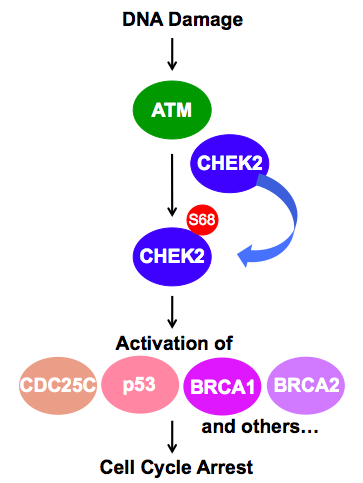 DNA Damage
ATM
CHEK2
S68
CHEK2
Activation of
CDC25C p53 BRCA1 BRCA2
and others...
Cell Cycle Arrest